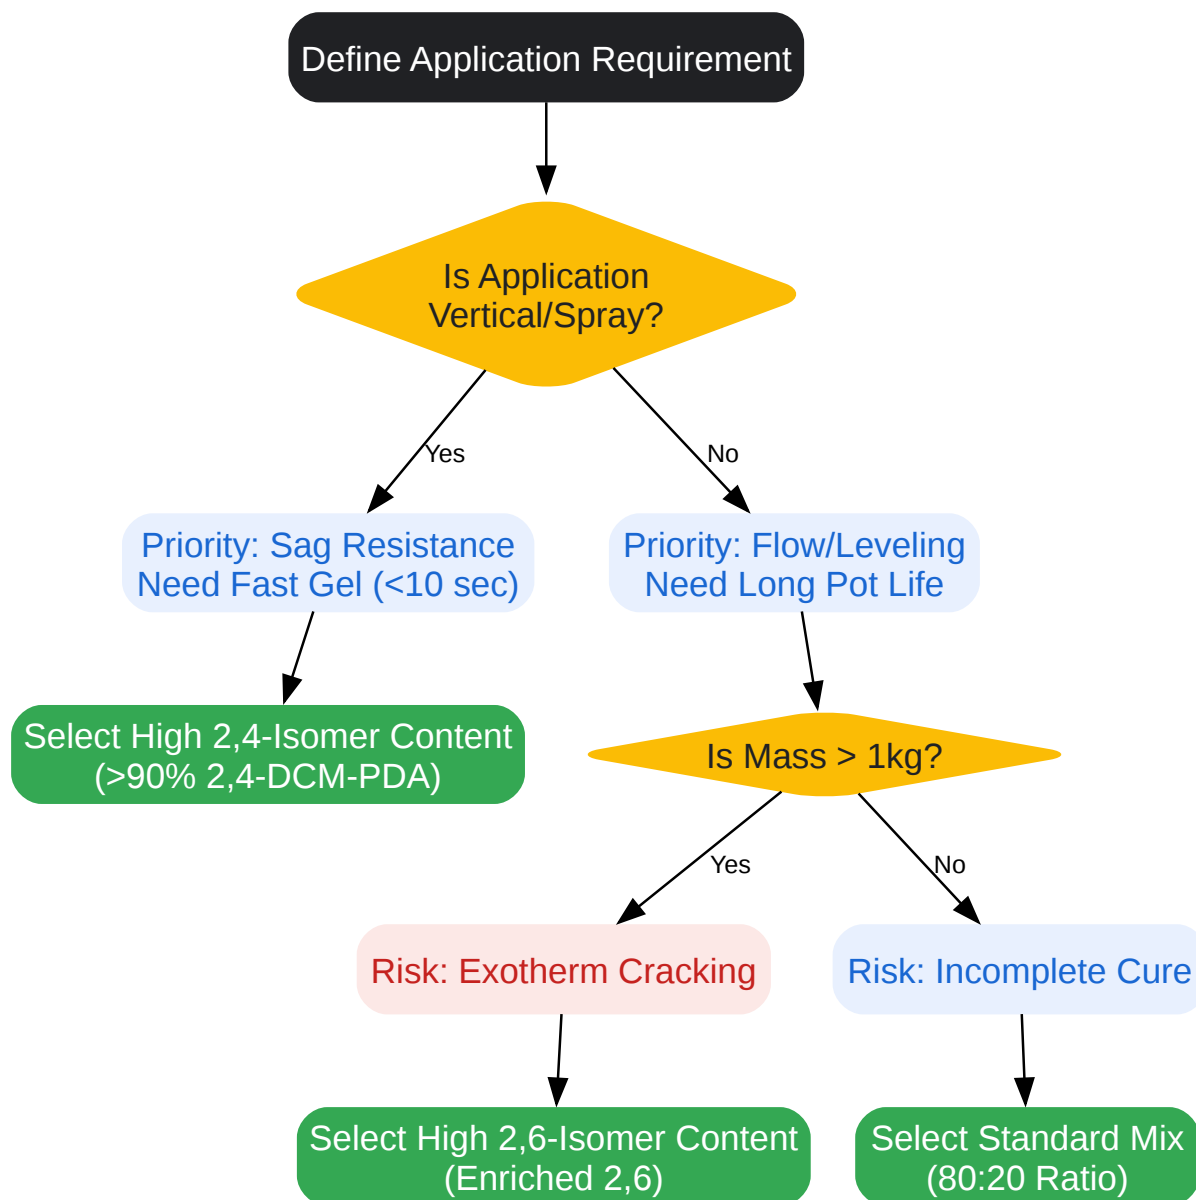 Define Application Requirement
Is Application
Vertical/Spray?
Yes
No
Priority: Sag Resistance
Need Fast Gel (<10 sec)
Priority: Flow/Leveling
Need Long Pot Life
Select High 2,4-Isomer Content
(>90% 2,4-DCM-PDA)
Is Mass > 1kg?
Yes
No
Risk: Exotherm Cracking
Risk: Incomplete Cure
Select High 2,6-Isomer Content
(Enriched 2,6)
Select Standard Mix
(80:20 Ratio)